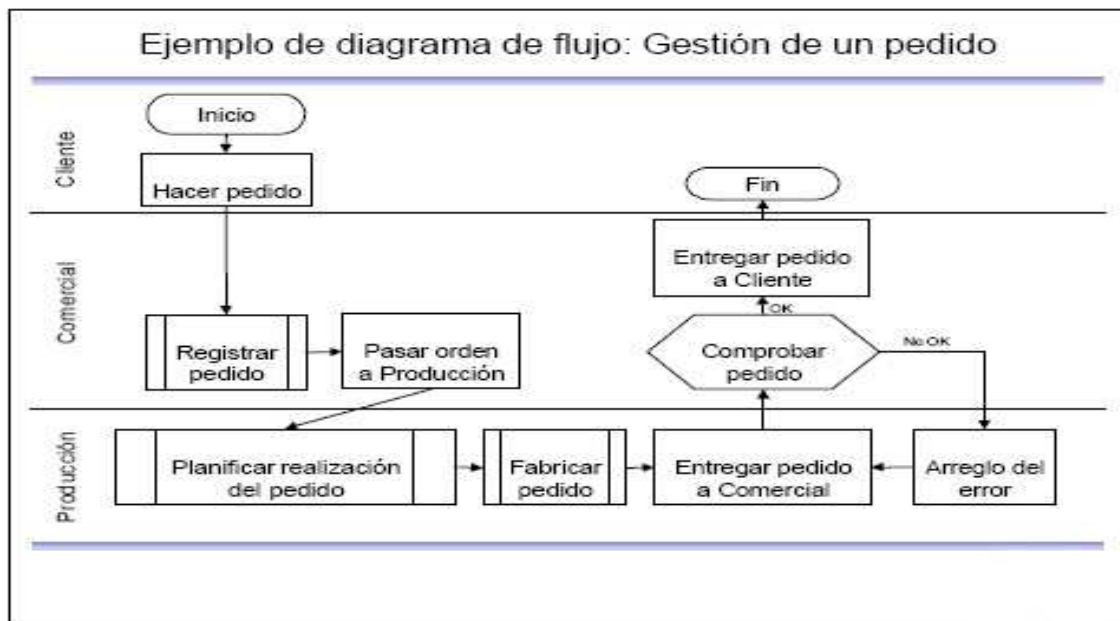 Ejemplo de diagrama de flujo: Gestión de un pedido
Cliente
Inicio
Hacer pedido
Fin
Comercial
Entregar pedido
a Cliente
OK
Registrar
pedido
Pasar orden
a Producción
Comprobar
pedido
No OK
Producción
Planificar realización
del pedido
Fabricar
pedido
Entregar pedido
a Comercial
Arreglo del
error